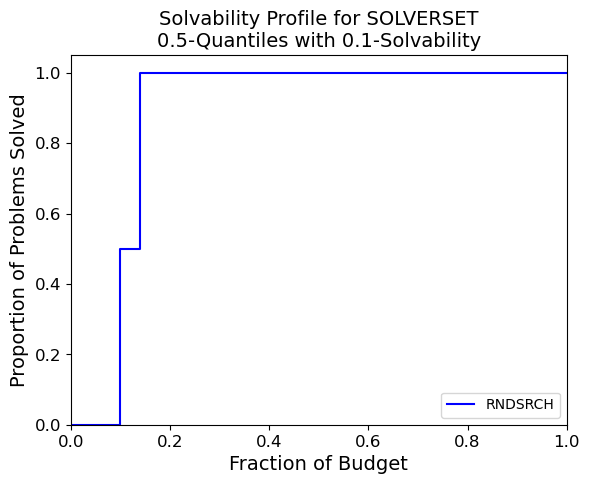 Solvability Profile for SOLVERSET
0.5-Quantiles with 0.1-Solvability
Proportion of Problems Solved
1.0
0.8
0.6
0.4
0.2
0.0
RNDSRCH
0.0 0.2 0.4 0.6 0.8 1.0
Fraction of Budget